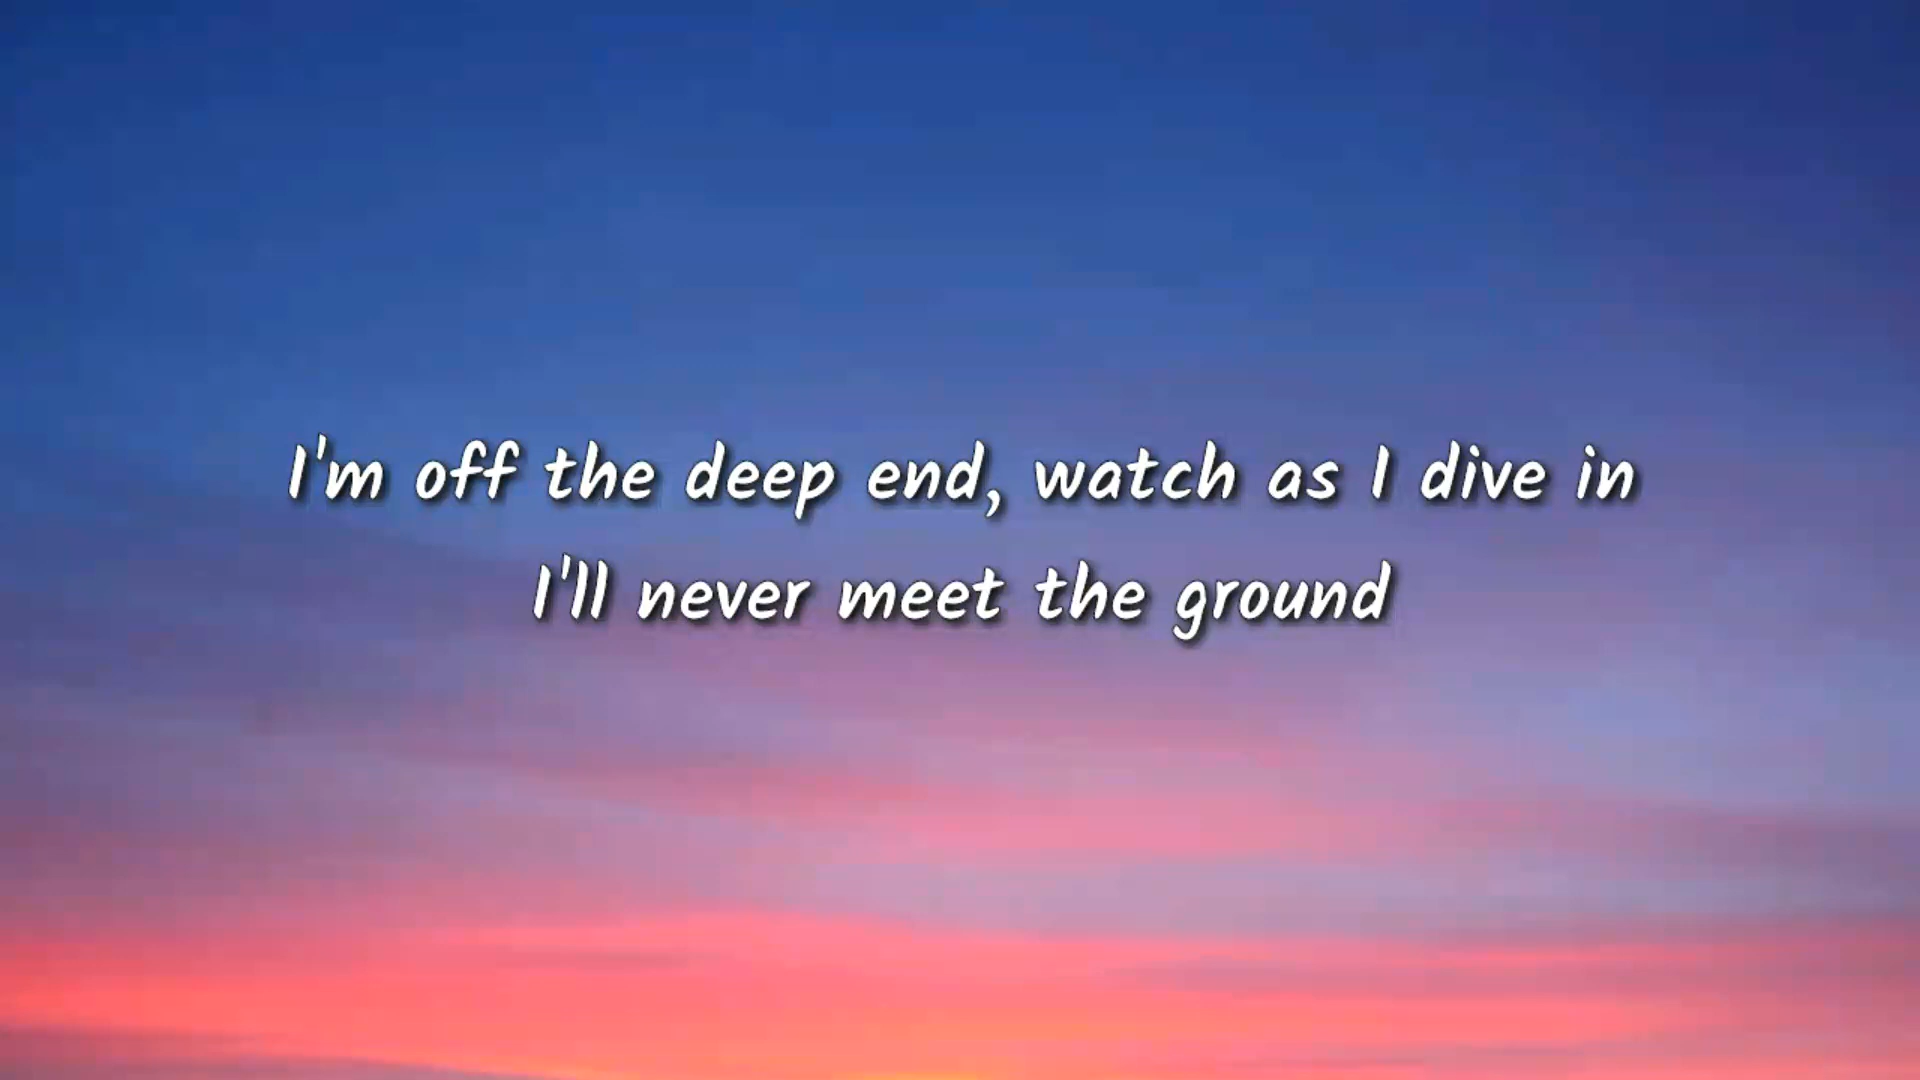 I'm off the deep end, watch as I dive in
I'll never meet the ground